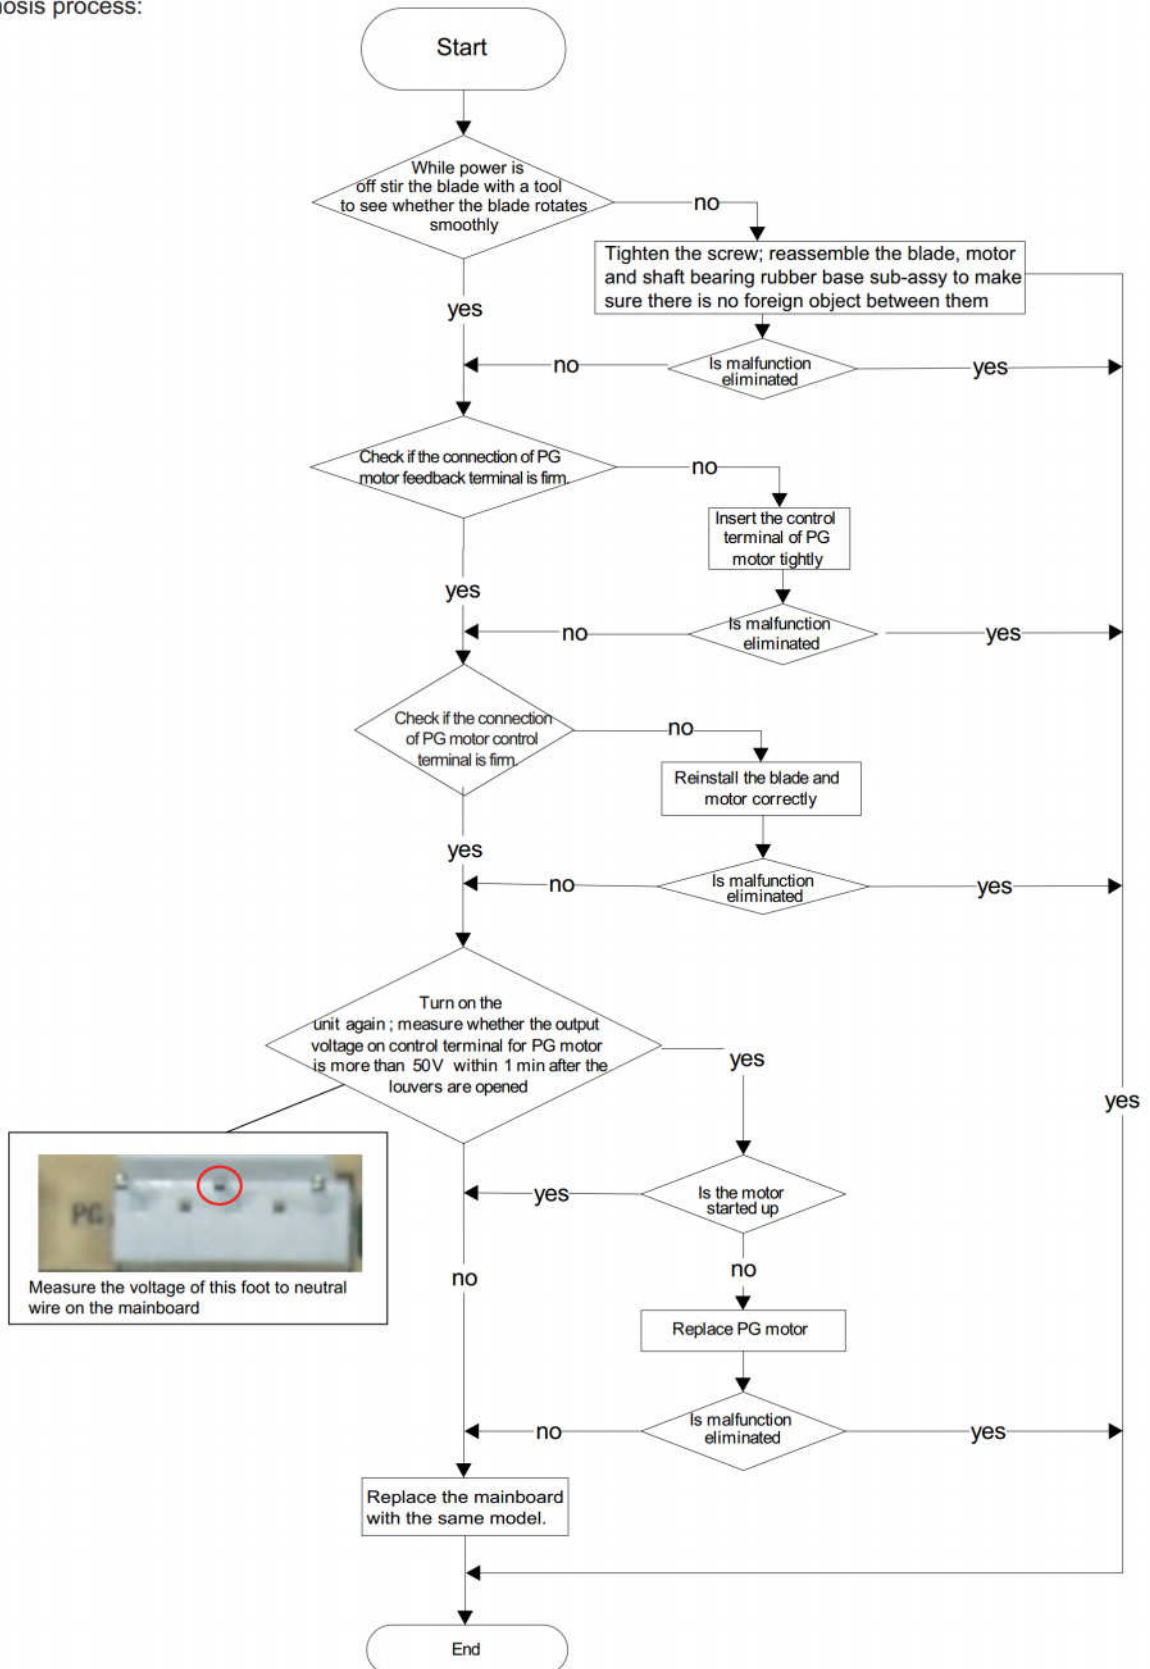 nosis process:
Start
While power is
off stir the blade with a tool
to see whether the blade rotates
smoothly
no
Tighten the screw; reassemble the blade, motor
and shaft bearing rubber base sub-assy to make
sure there is no foreign object between them
yes
no
Is malfunction
eliminated
yes
Check if the connection of PG
motor feedback terminal is firm.
no
Insert the control
terminal of PG
motor tightly
yes
no
Is malfunction
eliminated
yes
Check if the connection
of PG motor control
terminal is firm.
no
Reinstall the blade and
motor correctly
yes
no
Is malfunction
eliminated
yes
Turn on the
unit again ; measure whether the output
voltage on control terminal for PG motor
is more than 50V within 1 min after the
louvers are opened
yes
yes
PG
Measure the voltage of this foot to neutral
wire on the mainboard
yes
Is the motor
started up
no
no
Replace PG motor
no
Is malfunction
eliminated
yes
Replace the mainboard
with the same model.
End